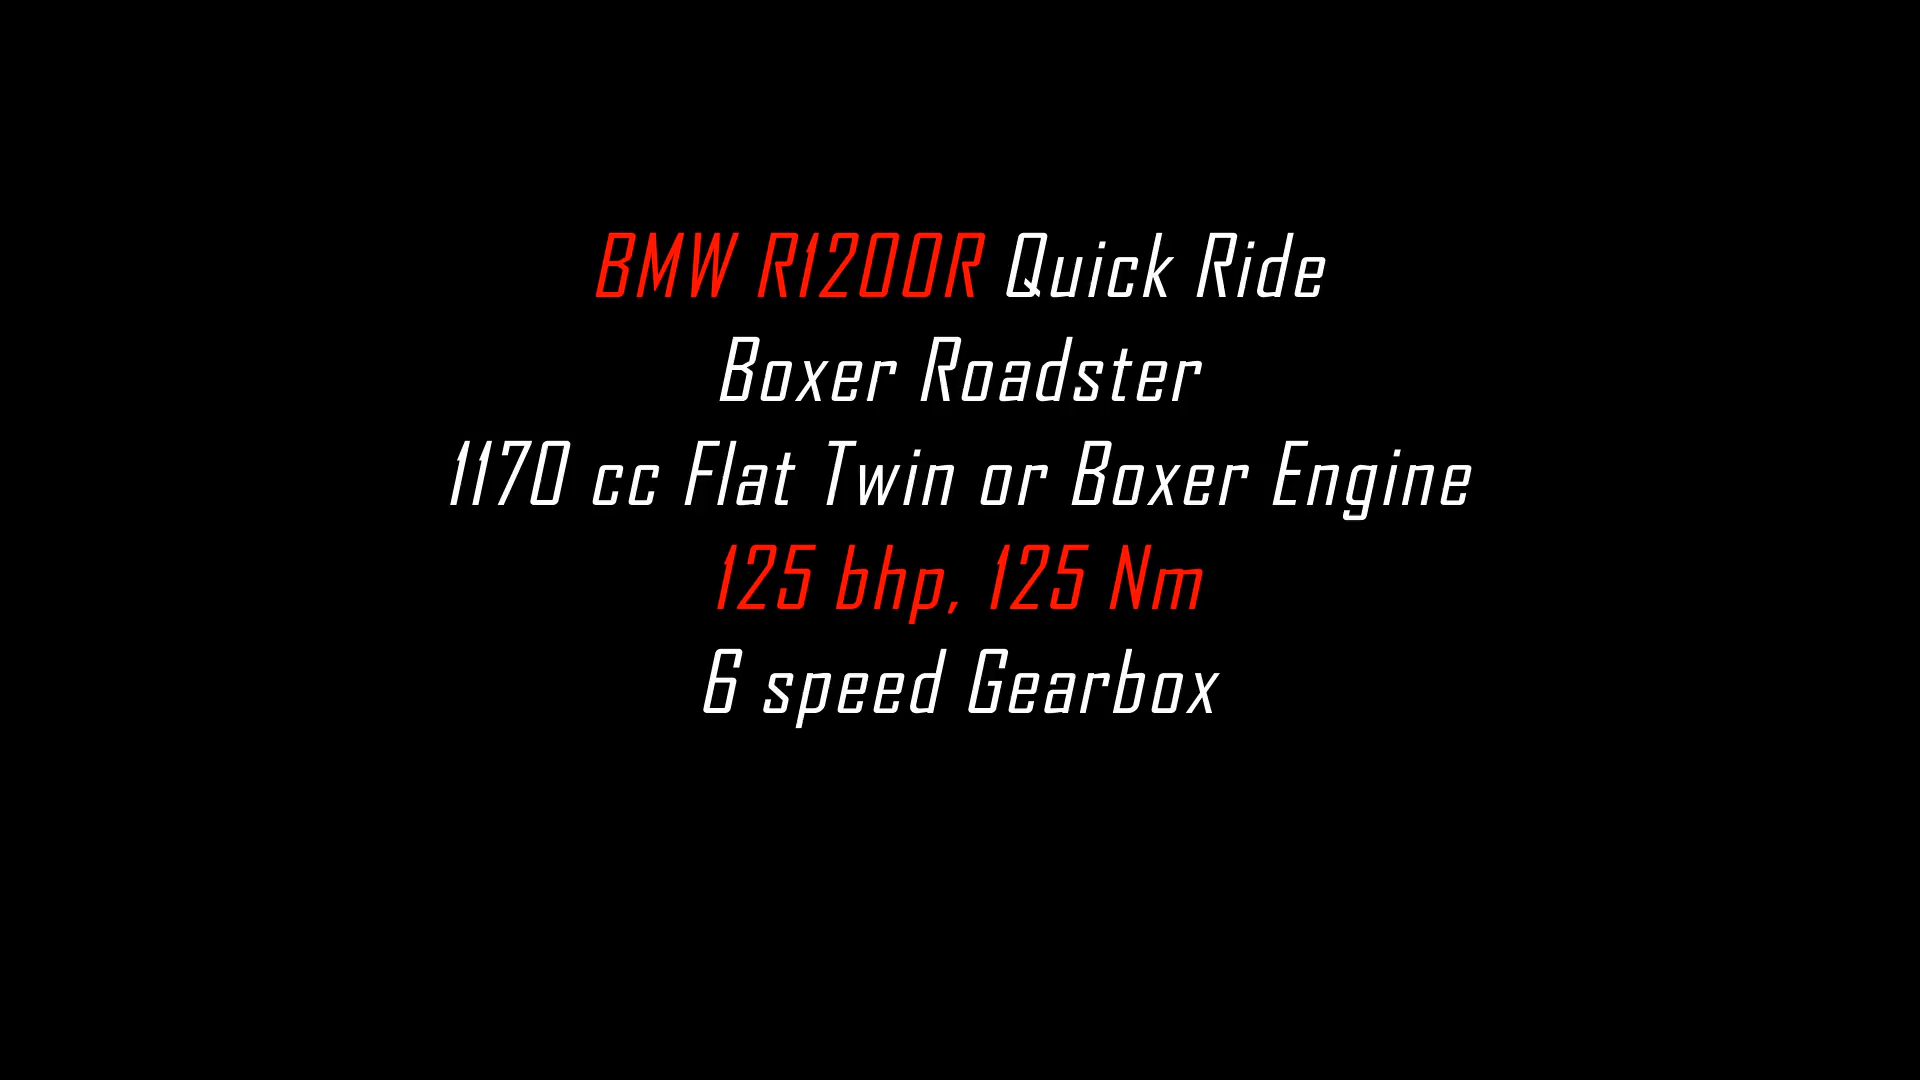 BMW R1200R Quick Ride
Boxer Roadster
1170 cc Flat Twin or Boxer Engine
125 bhp, 125 Nm
6 speed Gearbox